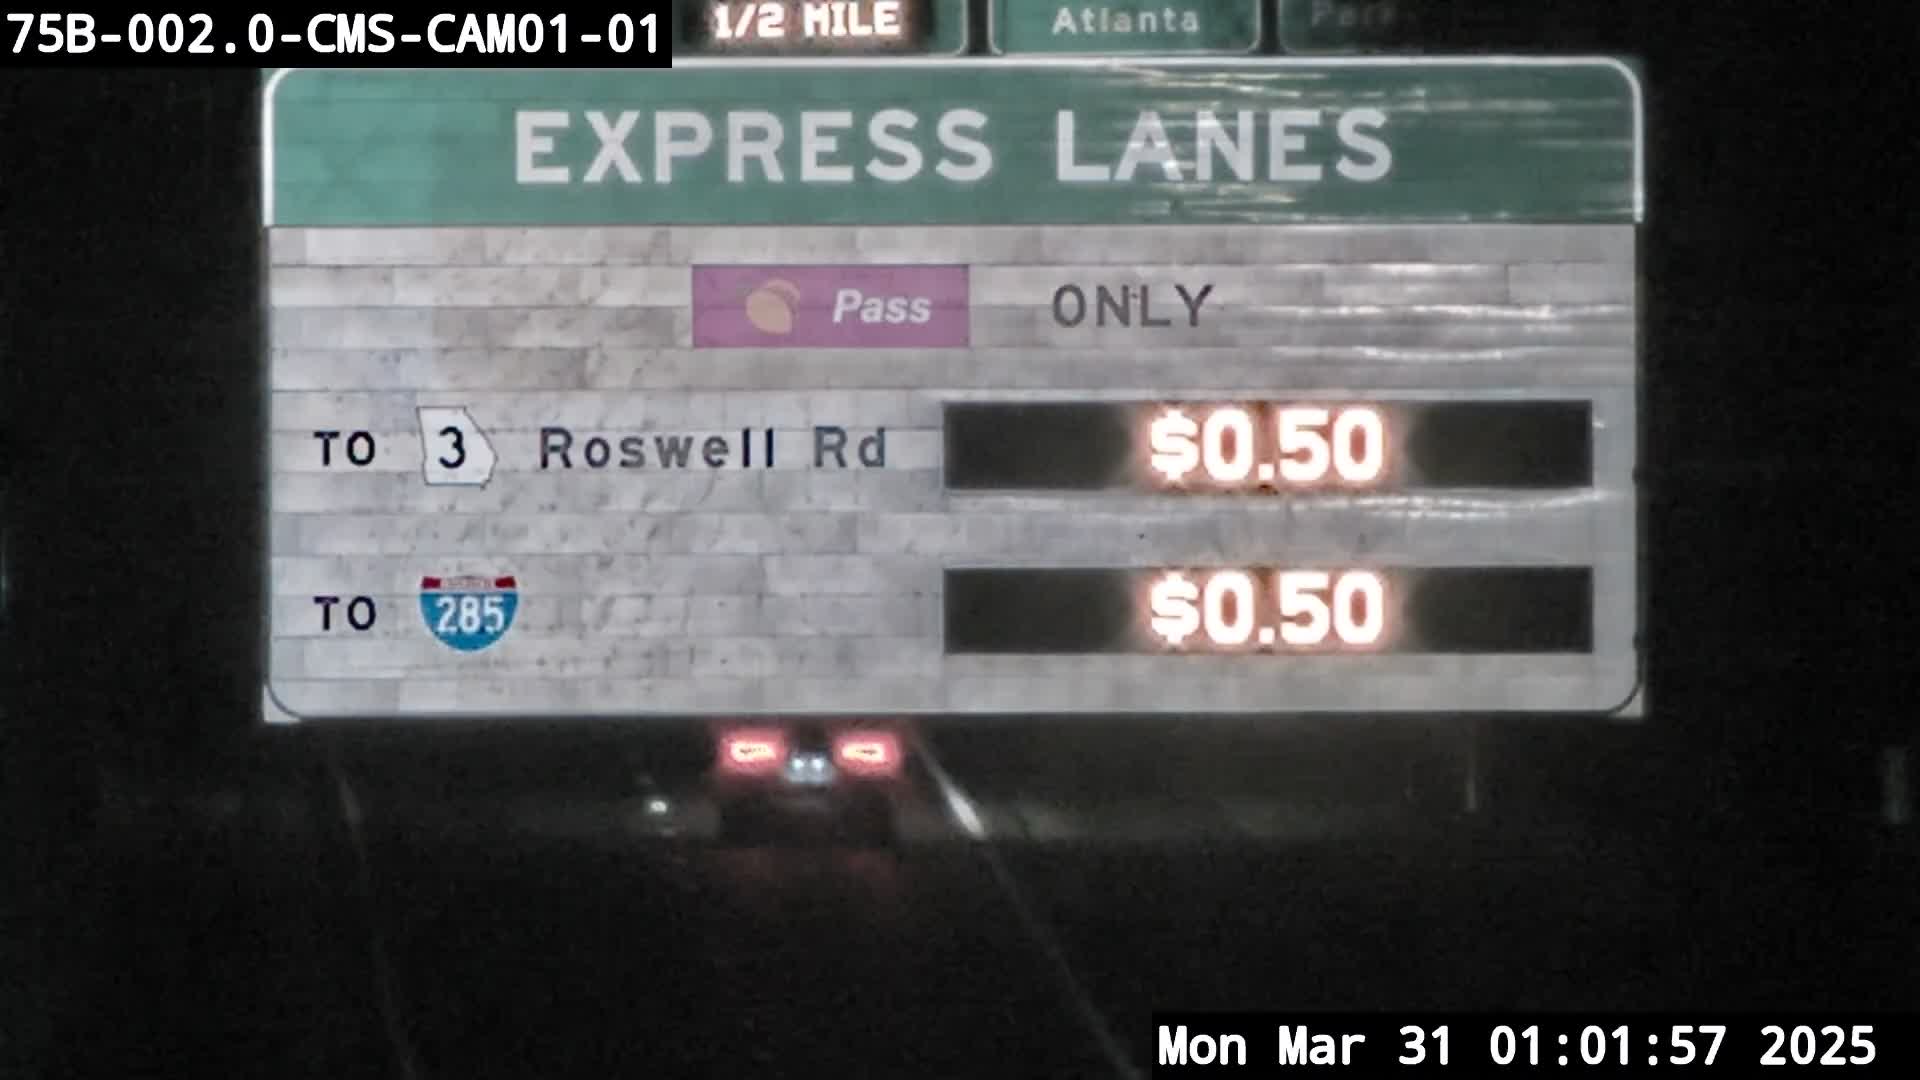 75B-002.0-CMS-CAM01-01
1/2 MILE
Atlanta
EXPRESS LANES
Pass ONLY
TO 3 Roswell Rd $0.50
TO 285 $0.50
Mon Mar 31 01:01:57 2025